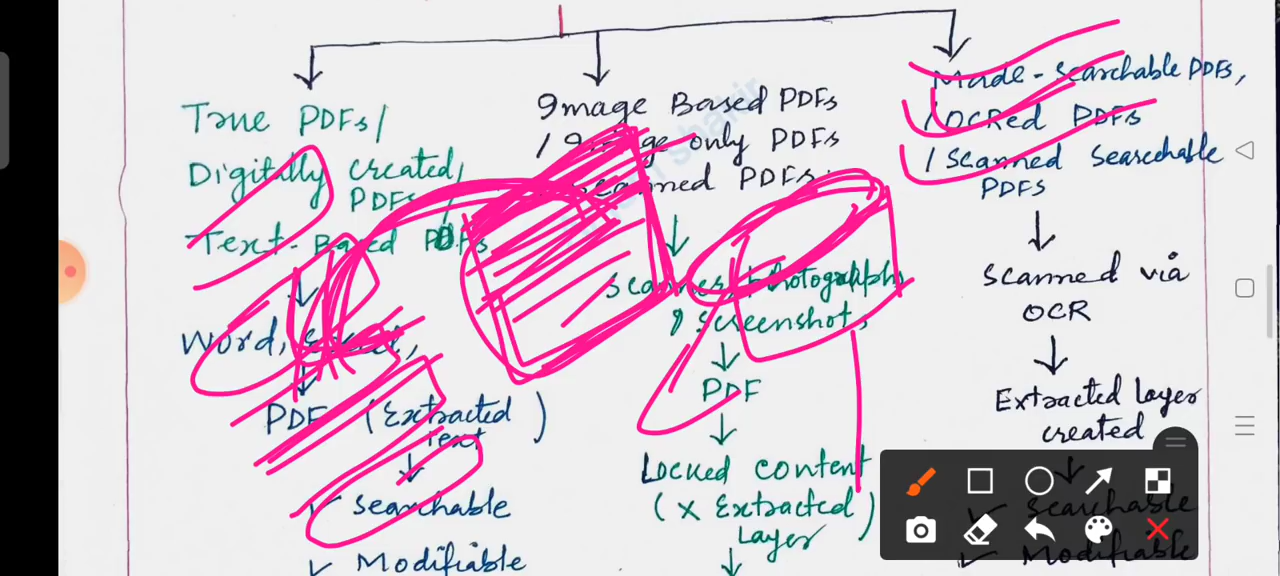 True PDFs/
Digitally created/
PDFs/
Text-Based PDFs
Word,
PDF (Extracted
Text
✓ Searchable
✓ Modifiable
Image Based PDFs
/ Image only PDFs
Scanned PDFs.
Scanner, Photographs
Screenshots
PDF
Locked content
(x Extracted)
Layer
Made-Searchable PDFs,
/ OCRed PDFs
/ Scanned Searchable
PDFs
Scanned via
OCR
Extracted Layer
created
✓ Searchable
✓ Modifiable